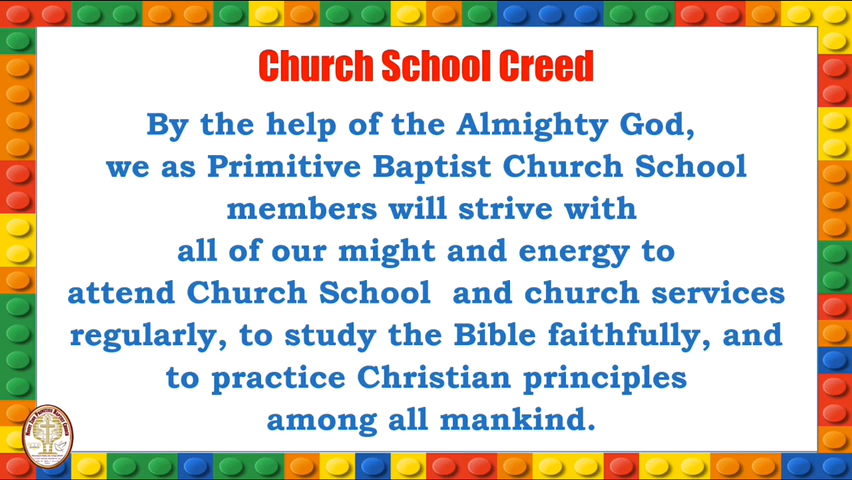 Church School Creed
By the help of the Almighty God,
we as Primitive Baptist Church School
members will strive with
all of our might and energy to
attend Church School and church services
regularly, to study the Bible faithfully, and
to practice Christian principles
among all mankind.